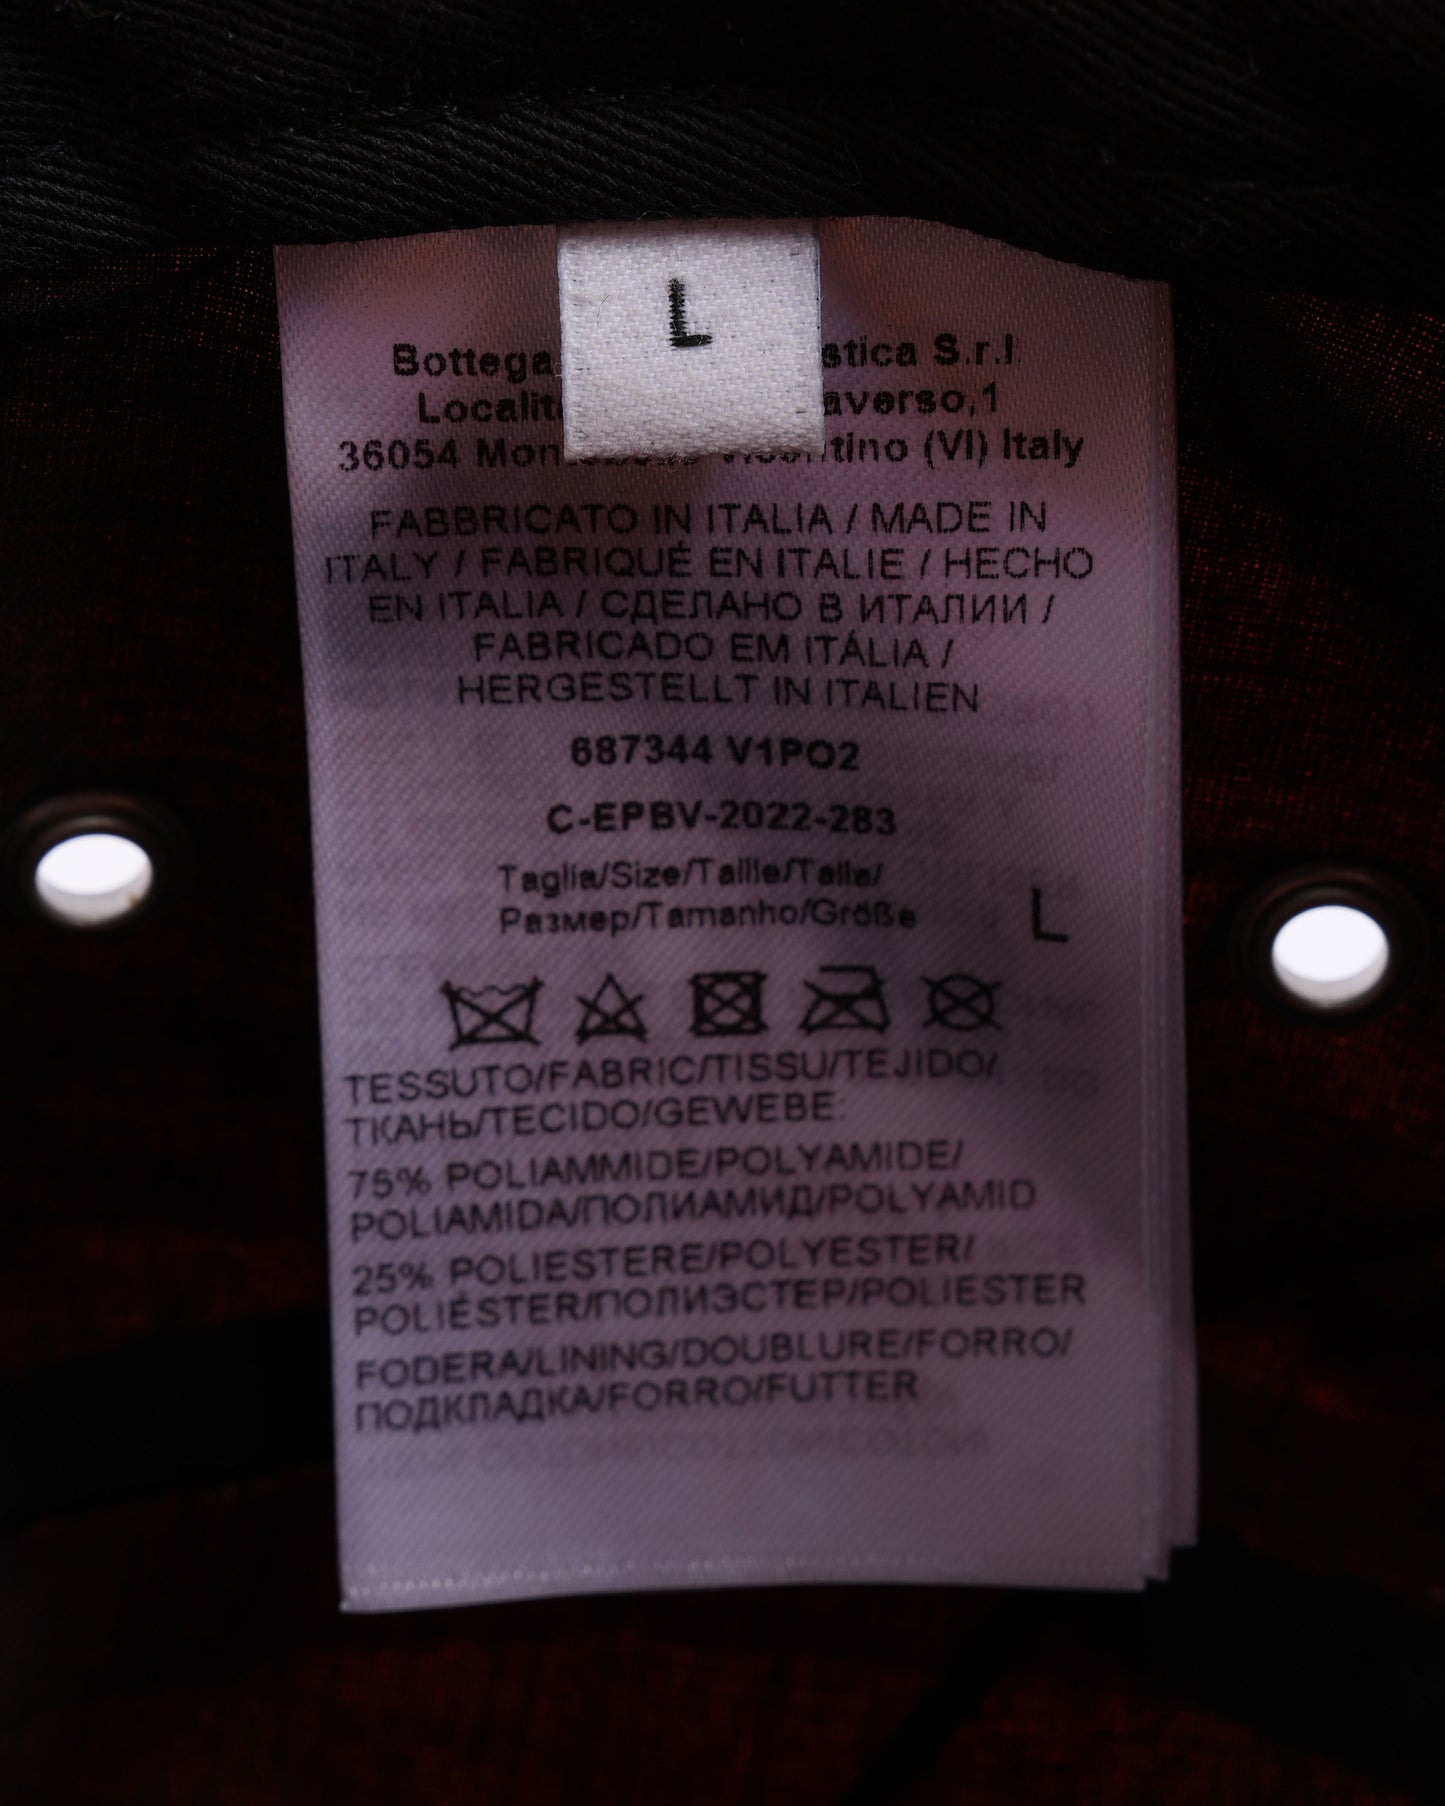 L
Bottega stica S.r.l.
Localit averso,1
36054 Mon tino (VI) Italy
FABBRICATO IN ITALIA / MADE IN
ITALY / FABRIQUÉ EN ITALIE / HECHO
EN ITALIA / СДЕЛАНО В ИТАЛИИ /
FABRICADO EM ITÁLIA /
HERGESTELLT IN ITALIEN
687344 V1PO2
C-EPBV-2022-283
Taglia/Size/Taille/Talla/
Размер/Tamanho/Größe L
TESSUTO/FABRIC/TISSU/TEJIDO/
ТКАНЬ/TECIDO/GEWEBE:
75% POLIAMMIDE/POLYAMIDE/
POLIAMIDA/ПОЛИАМИД/POLYAMID
25% POLIESTERE/POLYESTER/
POLIÉSTER/ПОЛИЭСТЕР/POLIESTER
FODERA/LINING/DOUBLURE/FORRO/
ПОДКЛАДКА/FORRO/FUTTER